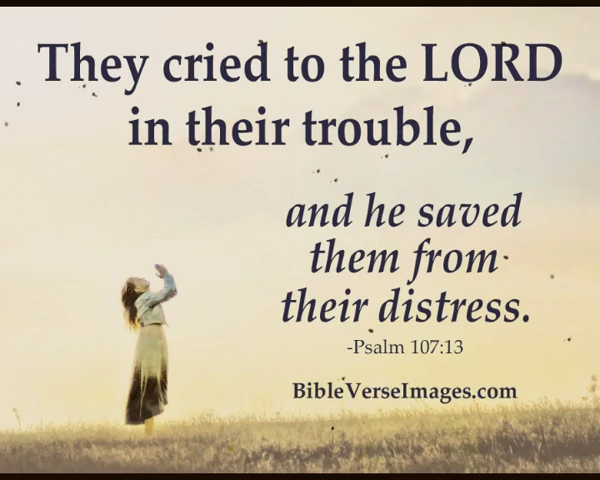 They cried to the LORD
in their trouble,
and he saved
them from
their distress.
-Psalm 107:13
BibleVerseImages.com